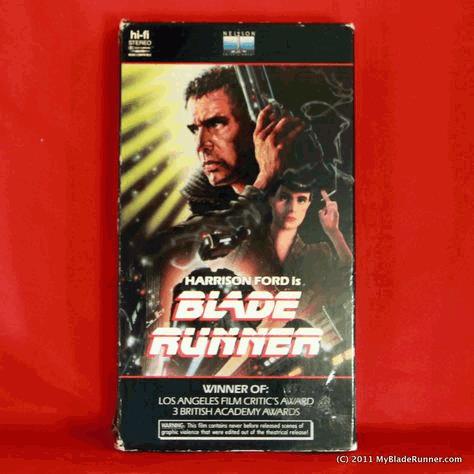 hi-fi
STEREO
NELSON
ENTERTAINMENT
HARRISON FORD is
BLADE
RUNNER
WINNER OF:
LOS ANGELES FILM CRITIC'S AWARD
3 BRITISH ACADEMY AWARDS
WARNING: This film contains never before released scenes of
graphic violence that were edited out of the theatrical release!
(C) 2011 MyBladeRunner.com